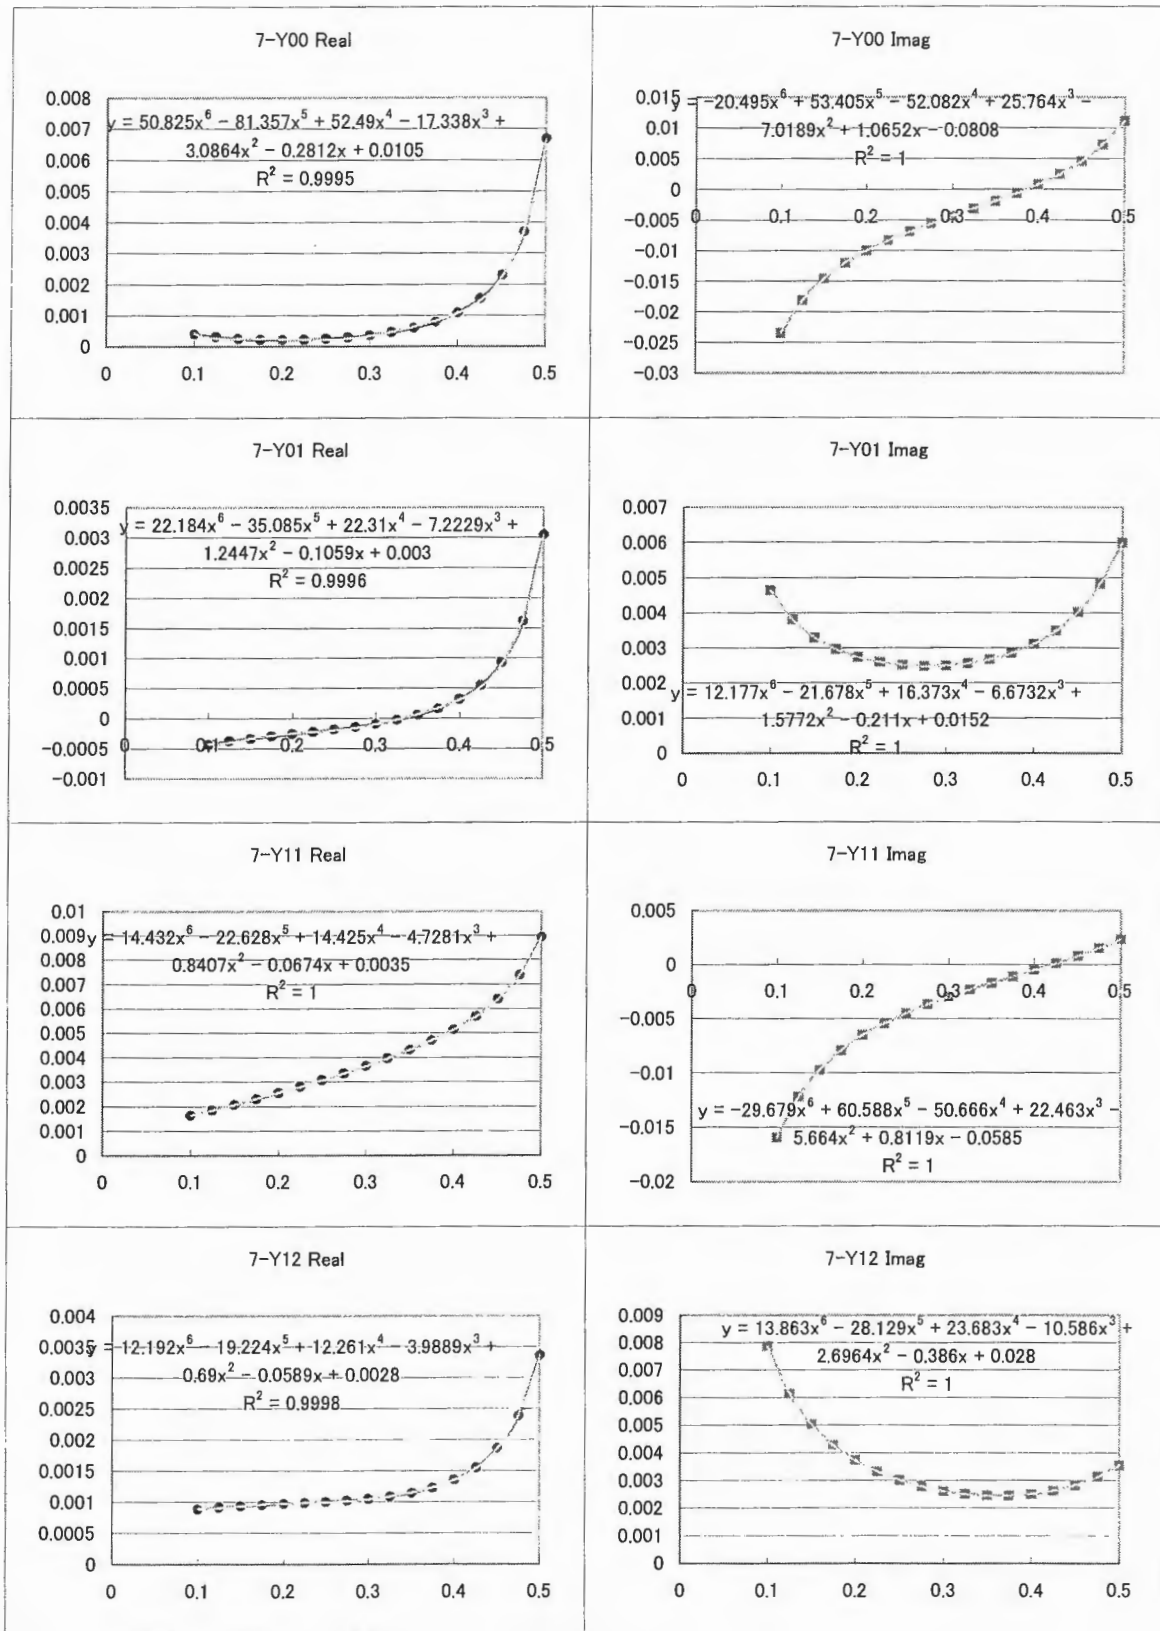 7-Y00 Real
0.008
0.007
0.006
0.005
0.004
0.003
0.002
0.001
0
y = 50.825x⁶ − 81.357x⁵ + 52.49x⁴ − 17.338x³ +
3.0864x² − 0.2812x + 0.0105
R² = 0.9995
0 0.1 0.2 0.3 0.4 0.5
7-Y00 Imag
0.015
0.01
0.005
0
−0.005
−0.01
−0.015
−0.02
−0.025
−0.03
y = −20.495x⁶ + 53.405x⁵ − 52.082x⁴ + 25.764x³ −
7.0189x² + 1.0652x − 0.0808
R² = 1
0 0.1 0.2 0.3 0.4 0.5
7-Y01 Real
0.0035
0.003
0.0025
0.002
0.0015
0.001
0.0005
0
−0.0005
−0.001
y = 22.184x⁶ − 35.085x⁵ + 22.31x⁴ − 7.2229x³ +
1.2447x² − 0.1059x + 0.003
R² = 0.9996
0 0.1 0.2 0.3 0.4 0.5
7-Y01 Imag
0.007
0.006
0.005
0.004
0.003
0.002
0.001
0
y = 12.177x⁶ − 21.678x⁵ + 16.373x⁴ − 6.6732x³ +
1.5772x² − 0.211x + 0.0152
R² = 1
0 0.1 0.2 0.3 0.4 0.5
7-Y11 Real
0.01
0.009
0.008
0.007
0.006
0.005
0.004
0.003
0.002
0.001
0
y = 14.432x⁶ − 22.628x⁵ + 14.425x⁴ − 4.7281x³ +
0.8407x² − 0.0674x + 0.0035
R² = 1
0 0.1 0.2 0.3 0.4 0.5
7-Y11 Imag
0.005
0
−0.005
−0.01
−0.015
−0.02
0 0.1 0.2 0.3 0.4 0.5
y = −29.679x⁶ + 60.588x⁵ − 50.666x⁴ + 22.463x³ −
5.664x² + 0.8119x − 0.0585
R² = 1
7-Y12 Real
0.004
0.0035
0.003
0.0025
0.002
0.0015
0.001
0.0005
0
y = 12.192x⁶ − 19.224x⁵ + 12.261x⁴ − 3.9889x³ +
0.69x² − 0.0589x + 0.0028
R² = 0.9998
0 0.1 0.2 0.3 0.4 0.5
7-Y12 Imag
0.009
0.008
0.007
0.006
0.005
0.004
0.003
0.002
0.001
0
y = 13.863x⁶ − 28.129x⁵ + 23.683x⁴ − 10.586x³ +
2.6964x² − 0.386x + 0.028
R² = 1
0 0.1 0.2 0.3 0.4 0.5